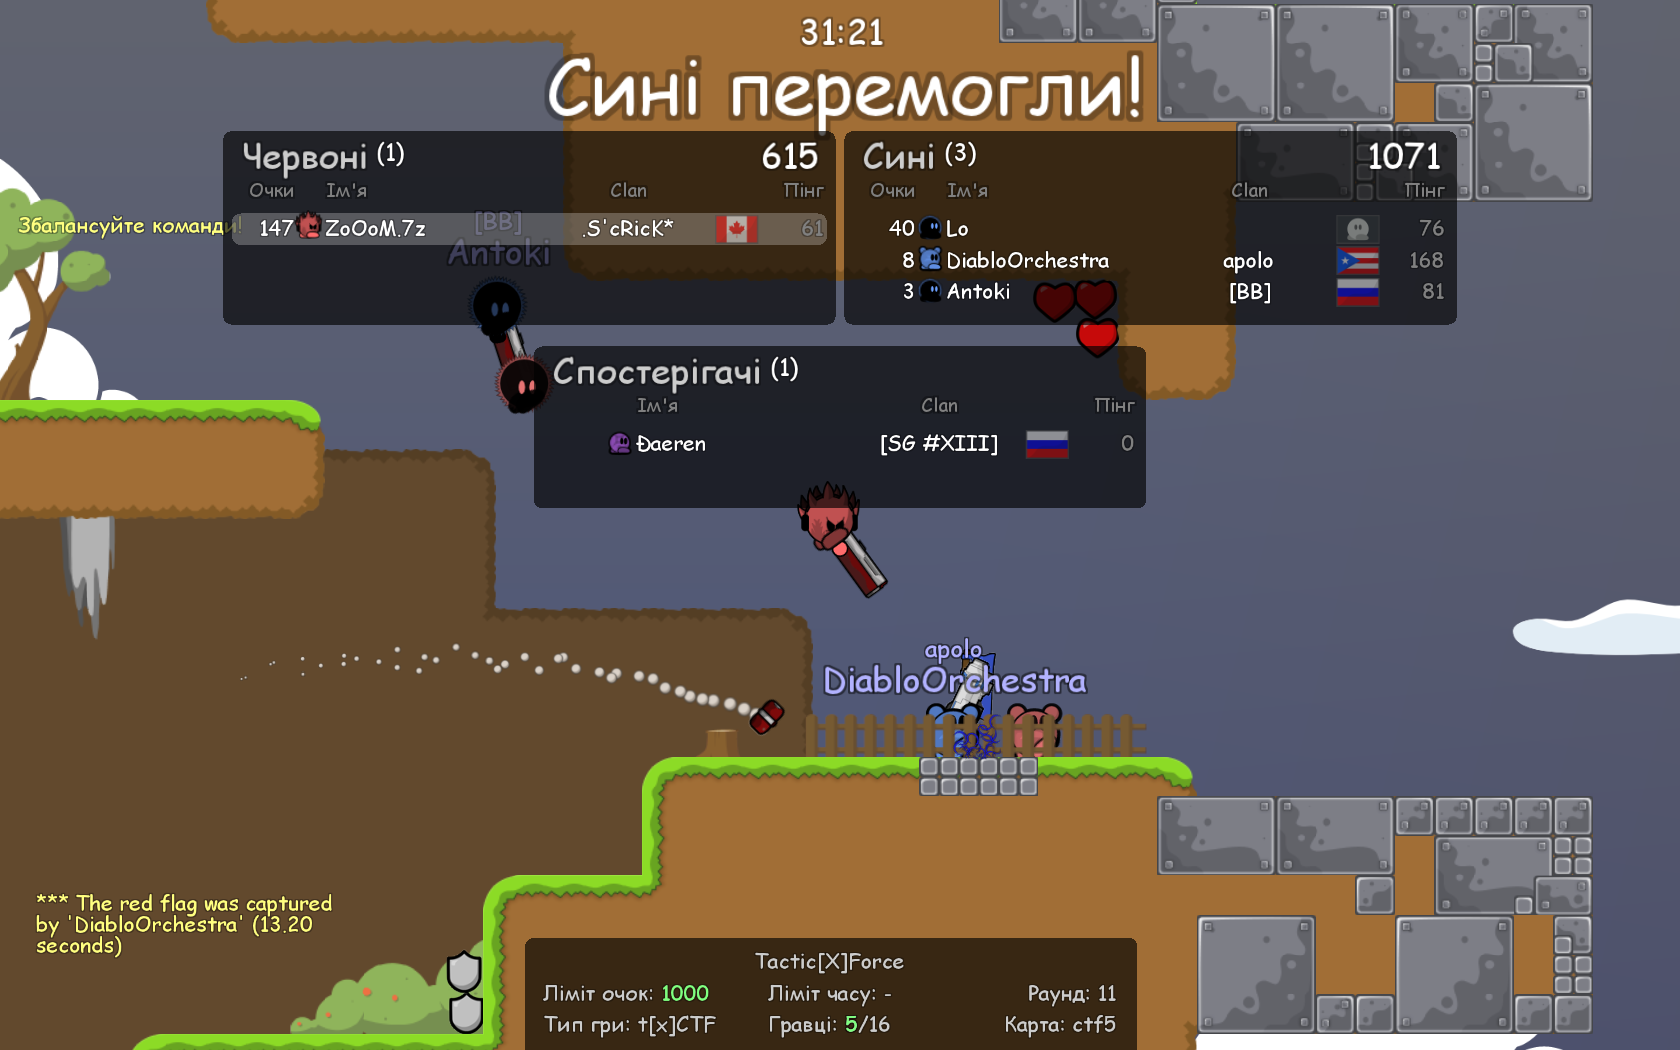 31:21
Сині перемогли!
Червоні (1) 615
Очки Ім'я Clan Пінг
147 ZoOoM.7z .S'cRicK* 61
Сині (3) 1071
Очки Ім'я Clan Пінг
40 Lo 76
8 DiabloOrchestra apolo 168
3 Antoki [BB] 81
Збалансуйте команди!
[BB]
Antoki
Спостерігачі (1)
Ім'я Clan Пінг
Đaeren [SG #XIII] 0
apolo
DiabloOrchestra
*** The red flag was captured
by 'DiabloOrchestra' (13.20
seconds)
Tactic[X]Force
Ліміт очок: 1000 Ліміт часу: - Раунд: 11
Тип гри: t[x]CTF Гравці: 5/16 Карта: ctf5